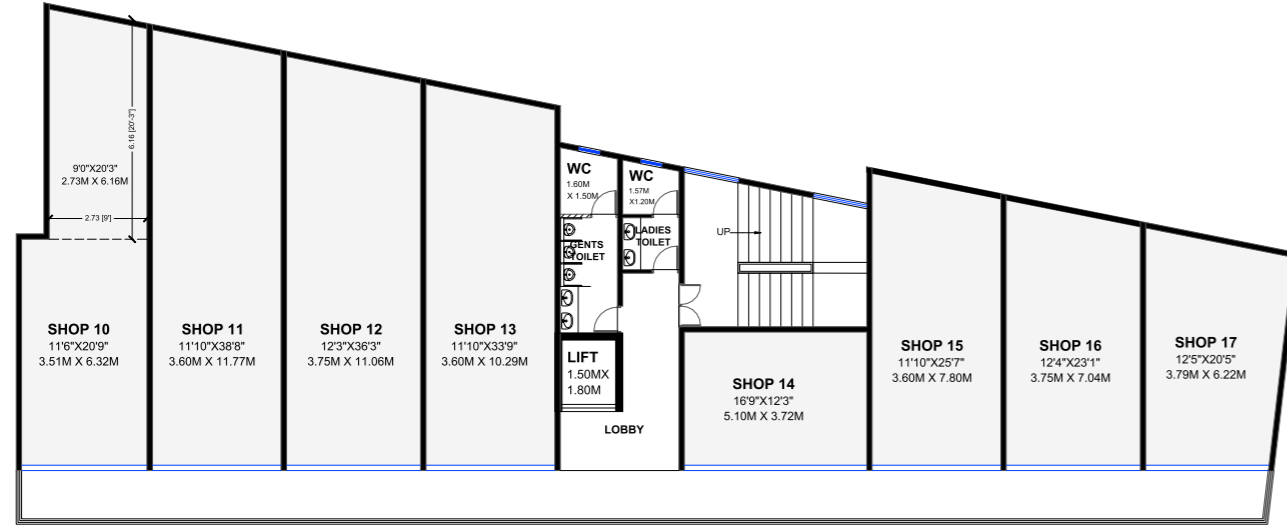 6.16 [20'-3"]
9'0"X20'3"
2.73M X 6.16M
2.73 [9']
SHOP 10
11'6"X20'9"
3.51M X 6.32M
SHOP 11
11'10"X38'8"
3.60M X 11.77M
SHOP 12
12'3"X36'3"
3.75M X 11.06M
SHOP 13
11'10"X33'9"
3.60M X 10.29M
WC
1.60M
X 1.50M
WC
1.57M
X1.20M
GENTS
TOILET
LADIES
TOILET
UP
LIFT
1.50MX
1.80M
LOBBY
SHOP 14
16'9"X12'3"
5.10M X 3.72M
SHOP 15
11'10"X25'7"
3.60M X 7.80M
SHOP 16
12'4"X23'1"
3.75M X 7.04M
SHOP 17
12'5"X20'5"
3.79M X 6.22M